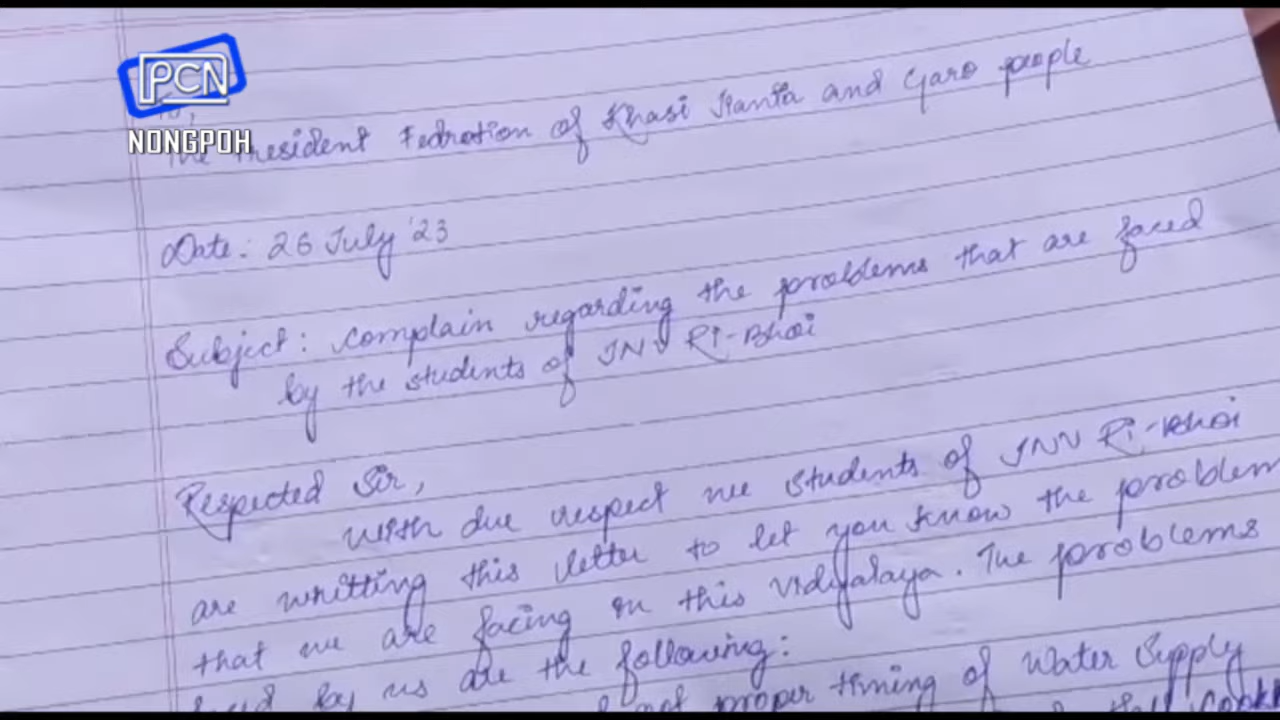 PCN
NONGPOH
To,
The President Fedration of Khasi Jiantia and Garo people
Date: 26 July '23
Subject: complain regarding the problems that are faced
by the students of JNV Ri-Bhoi
Respected Sir,
With due respect we students of JNV Ri-Bhoi
are writting this letter to let you know the problem
that we are facing in this Vidyalaya. The problems
by us are the following:
not proper timing of Water Supply